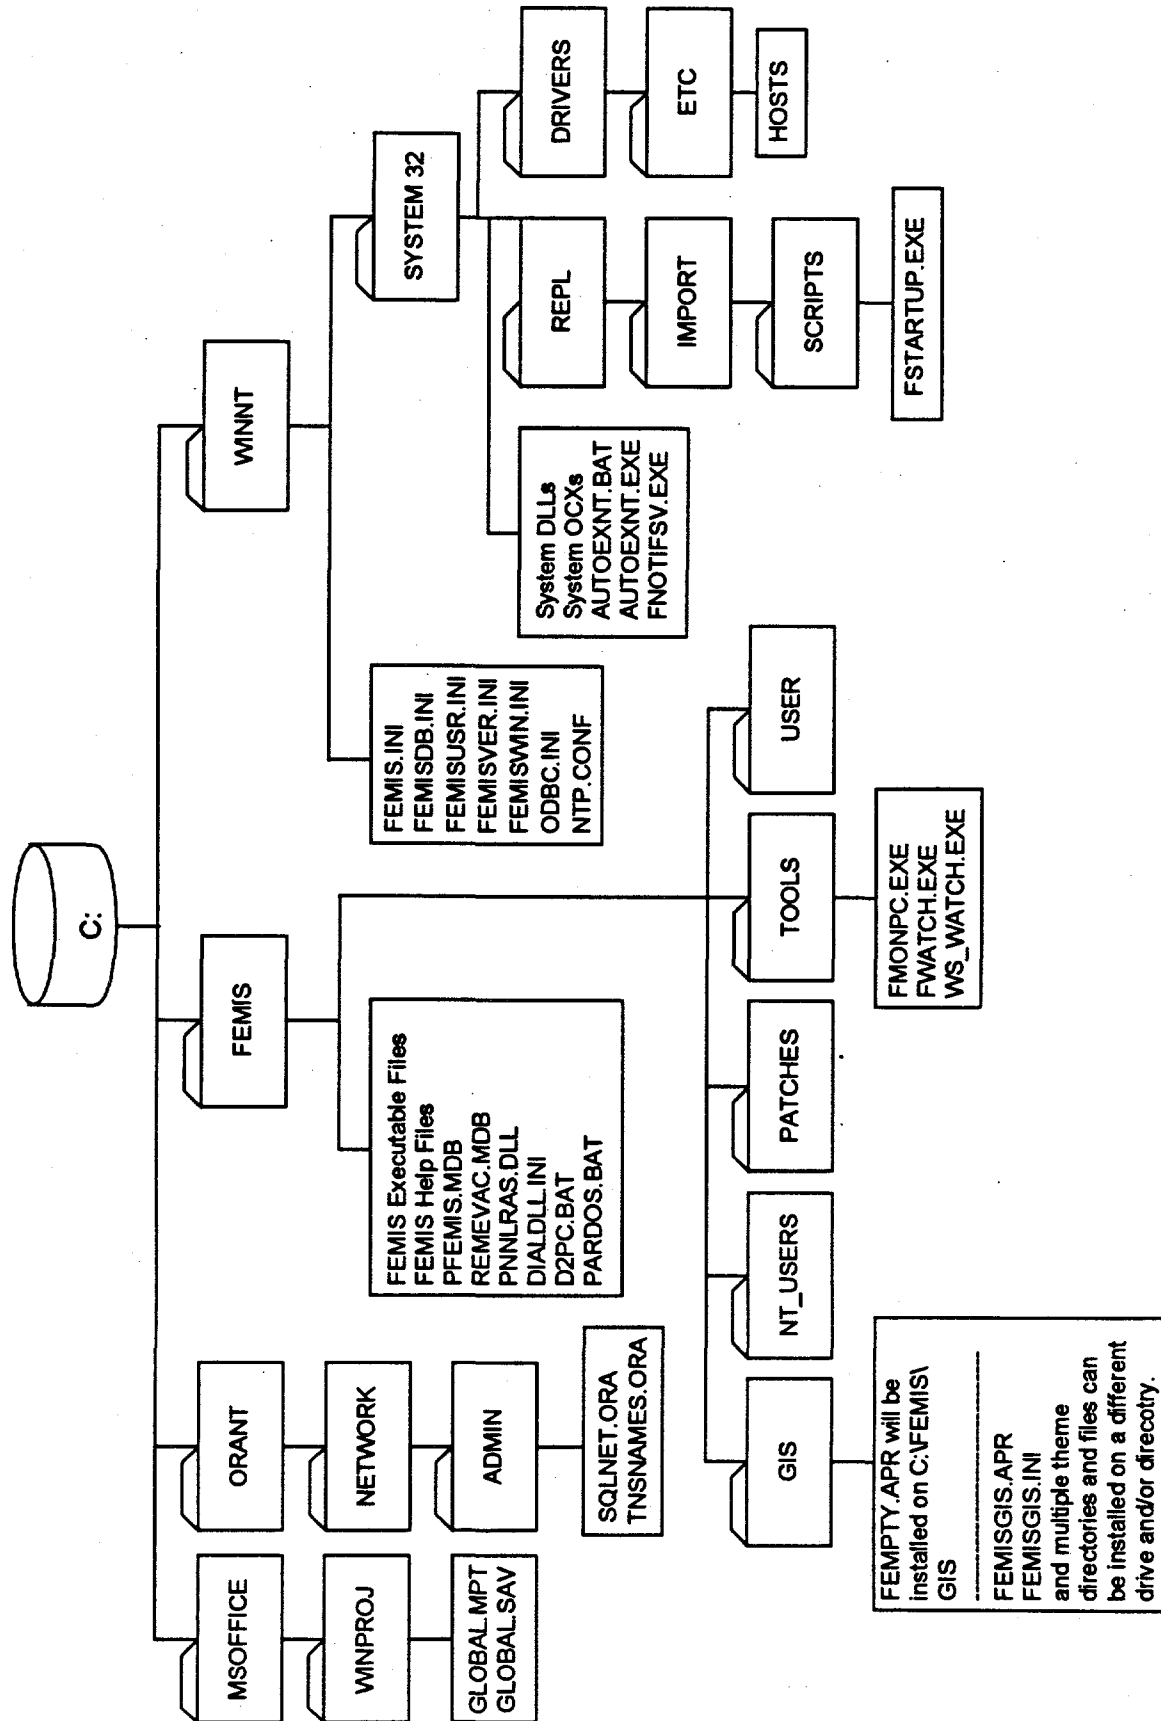 C:
MSOFFICE
ORANT
FEMIS
WINNT
WINPROJ
NETWORK
FEMIS Executable Files
FEMIS Help Files
PFEMIS.MDB
REMEVAC.MDB
PNNLRAS.DLL
DIALDLL.INI
D2PC.BAT
PARDOS.BAT
FEMIS.INI
FEMISDB.INI
FEMISUSR.INI
FEMISVER.INI
FEMISWIN.INI
ODBC.INI
NTP.CONF
SYSTEM 32
GLOBAL.MPT
GLOBAL.SAV
ADMIN
SQLNET.ORA
TNSNAMES.ORA
System DLLs
System OCXs
AUTOEXNT.BAT
AUTOEXNT.EXE
FNOTIFSV.EXE
REPL
DRIVERS
IMPORT
ETC
SCRIPTS
HOSTS
FSTARTUP.EXE
GIS
NT_USERS
PATCHES
TOOLS
USER
FEMPTY.APR will be
installed on C:\FEMIS\
GIS
FEMISGIS.APR
FEMISGIS.INI
and multiple theme
directories and files can
be installed on a different
drive and/or direcotry.
FMONPC.EXE
FWATCH.EXE
WS_WATCH.EXE